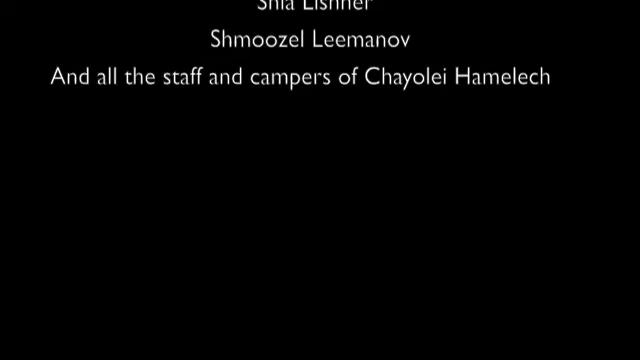 Shia Lishner
Shmoozel Leemanov
And all the staff and campers of Chayolei Hamelech